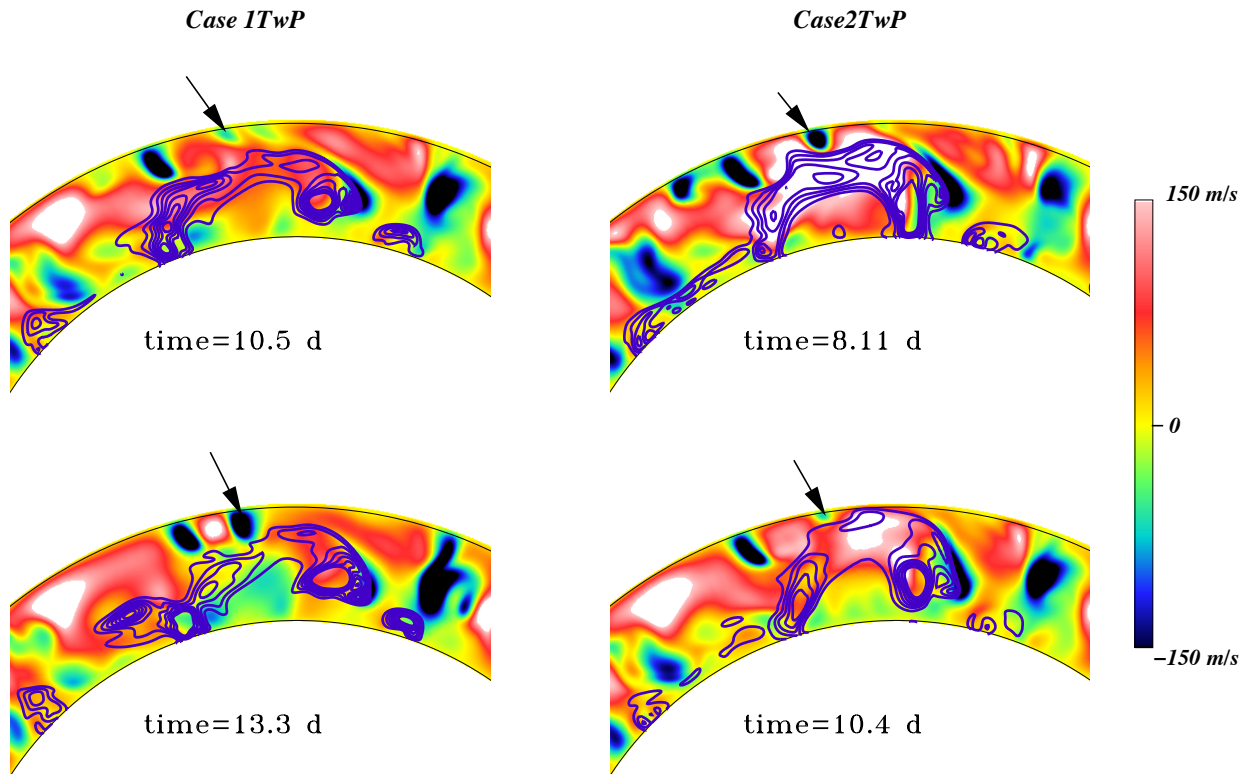 Case 1TwP
Case2TwP
150 m/s
time=10.5 d
time=8.11 d
0
−150 m/s
time=13.3 d
time=10.4 d